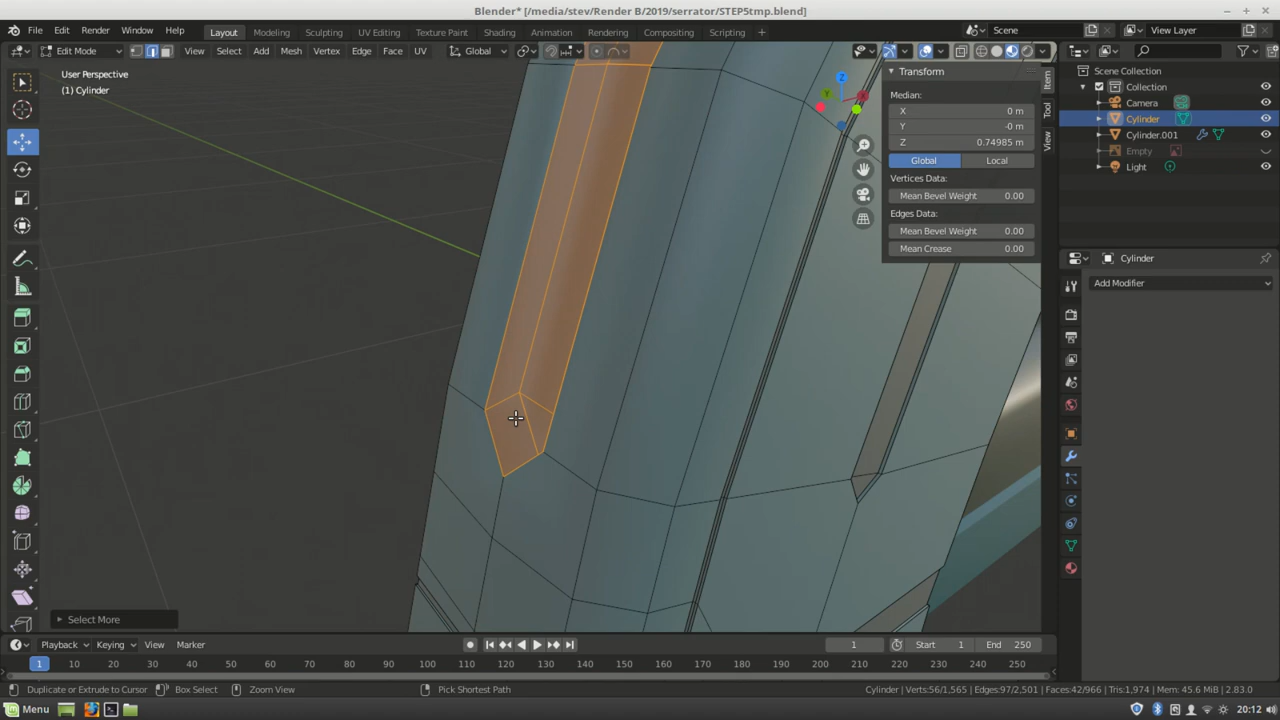 Blender* [/media/stev/Render B/2019/serrator/STEP5tmp.blend]
File Edit Render Window Help Layout Modeling Sculpting UV Editing Texture Paint Shading Animation Rendering Compositing Scripting + Scene View Layer
Edit Mode View Select Add Mesh Vertex Edge Face UV Global
User Perspective
(1) Cylinder
Transform
Median:
X 0 m
Y -0 m
Z 0.74985 m
Global Local
Vertices Data:
Mean Bevel Weight 0.00
Edges Data:
Mean Bevel Weight 0.00
Mean Crease 0.00
Item
Tool
View
Z
Y
Scene Collection
Collection
Camera
Cylinder
Cylinder.001
Empty
Light
Cylinder
Add Modifier
Select More
Playback Keying View Marker 1 Start 1 End 250
1 10 20 30 40 50 60 70 80 90 100 110 120 130 140 150 160 170 180 190 200 210 220 230 240 250
Duplicate or Extrude to Cursor Box Select Zoom View Pick Shortest Path Cylinder | Verts:56/1,565 | Edges:97/2,501 | Faces:42/966 | Tris:1,974 | Mem: 45.6 MiB | 2.83.0
Menu 20:12